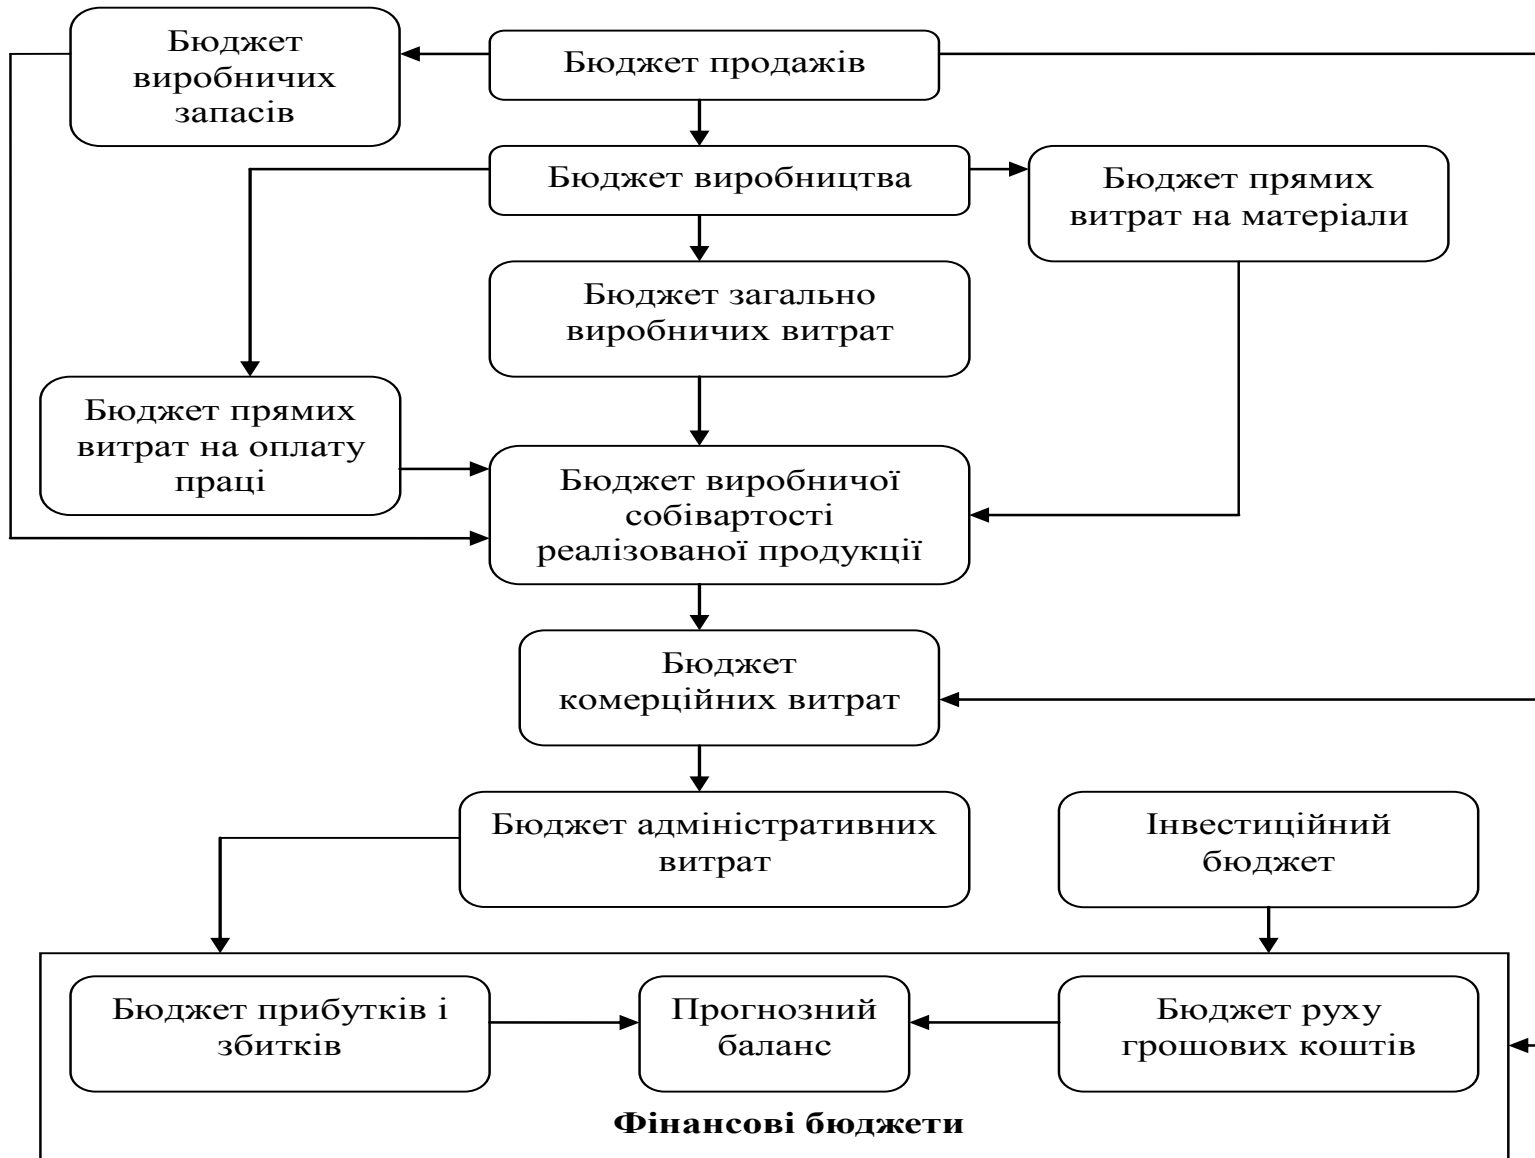 Бюджет
виробничих
запасів
Бюджет продажів
Бюджет виробництва
Бюджет прямих
витрат на матеріали
Бюджет загально
виробничих витрат
Бюджет прямих
витрат на оплату
праці
Бюджет виробничої
собівартості
реалізованої продукції
Бюджет
комерційних витрат
Бюджет адміністративних
витрат
Інвестиційний
бюджет
Бюджет прибутків і
збитків
Прогнозний
баланс
Бюджет руху
грошових коштів
Фінансові бюджети